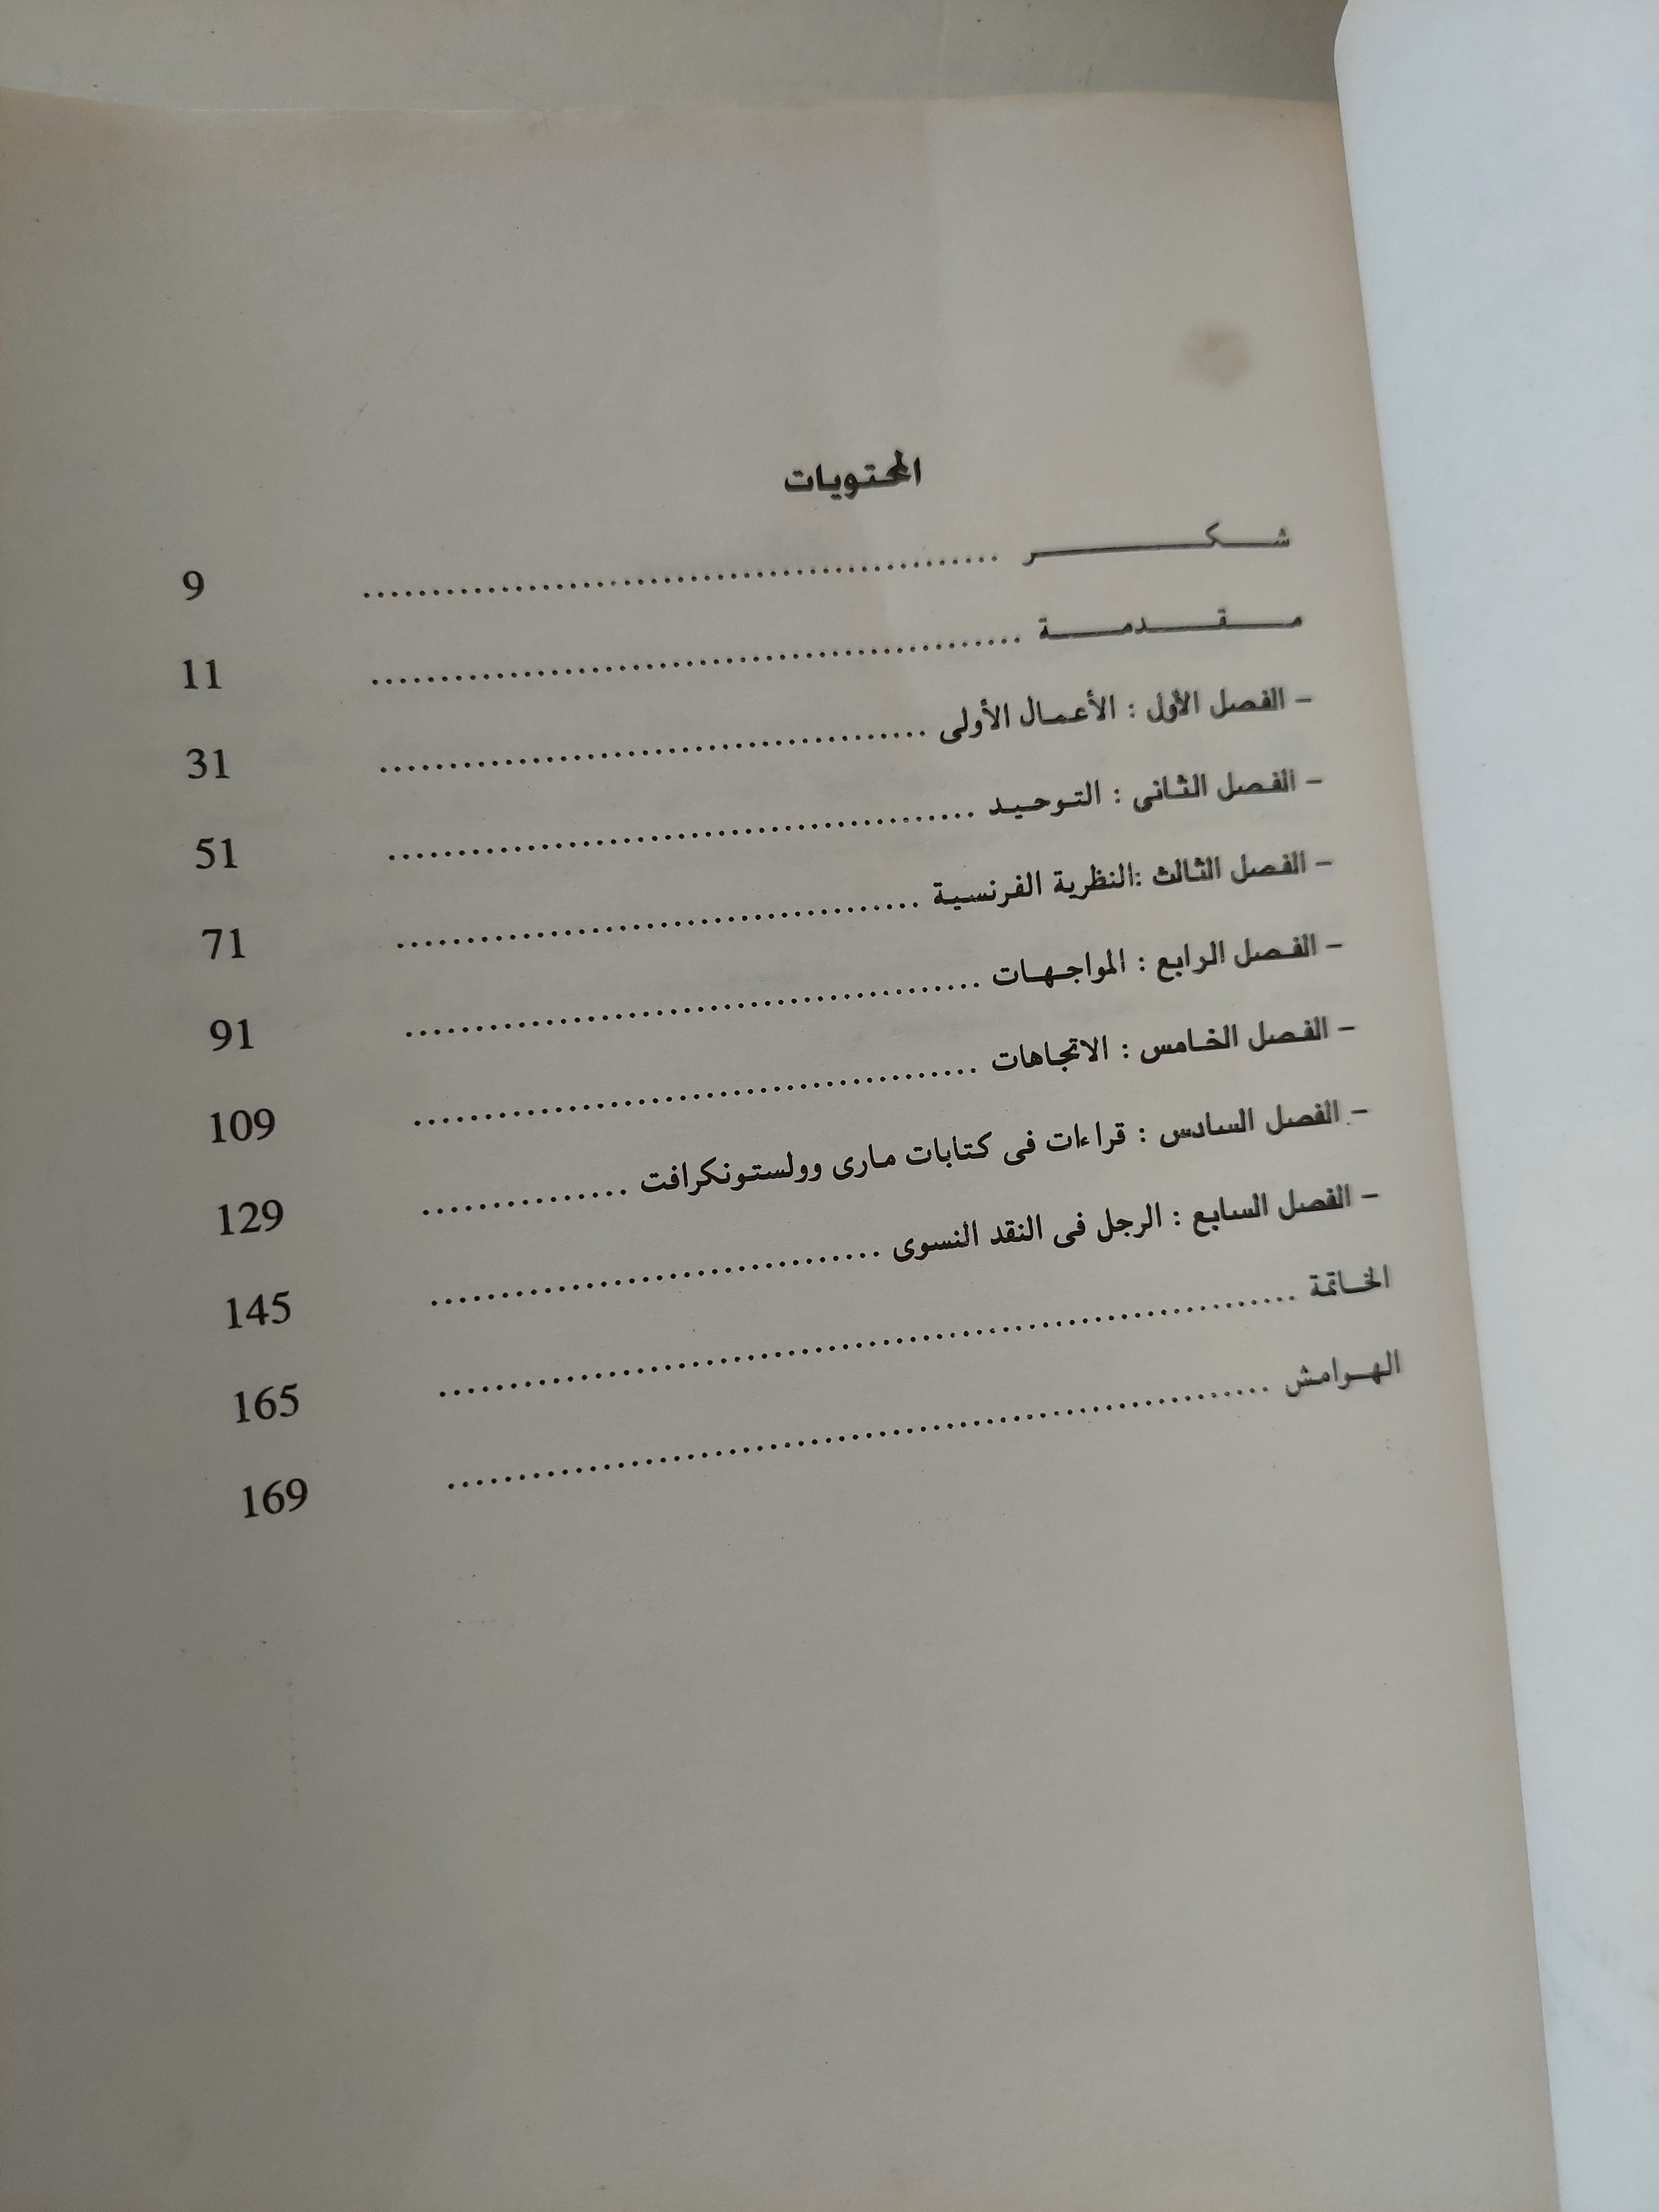 المحتويات
شكر ........................................ 9
مقدمة ........................................ 11
- الفصل الأول : الأعمال الأولى ........................................ 31
- الفصل الثانى : التوحيد ........................................ 51
- الفصل الثالث :النظرية الفرنسية ........................................ 71
- الفصل الرابع : المواجهات ........................................ 91
- الفصل الخامس : الاتجاهات ........................................ 109
- الفصل السادس : قراءات فى كتابات مارى وولستونكرافت ............... 129
- الفصل السابع : الرجل فى النقد النسوى ................................ 145
الخاتمة ............................................................ 165
الهوامش ............................................................ 169